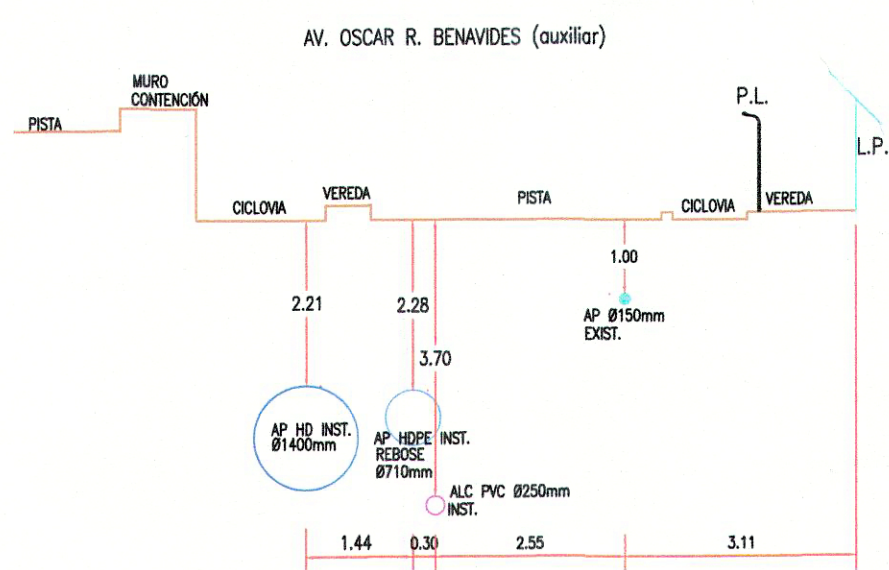 AV. OSCAR R. BENAVIDES (auxiliar)
MURO
CONTENCIÓN
PISTA
P.L.
L.P.
CICLOVIA
VEREDA
PISTA
CICLOVIA
VEREDA
2.21
2.28
3.70
1.00
AP Ø150mm
EXIST.
AP HD INST.
Ø1400mm
AP HDPE INST.
REBOSE
Ø710mm
ALC PVC Ø250mm
INST.
1.44
0.30
2.55
3.11